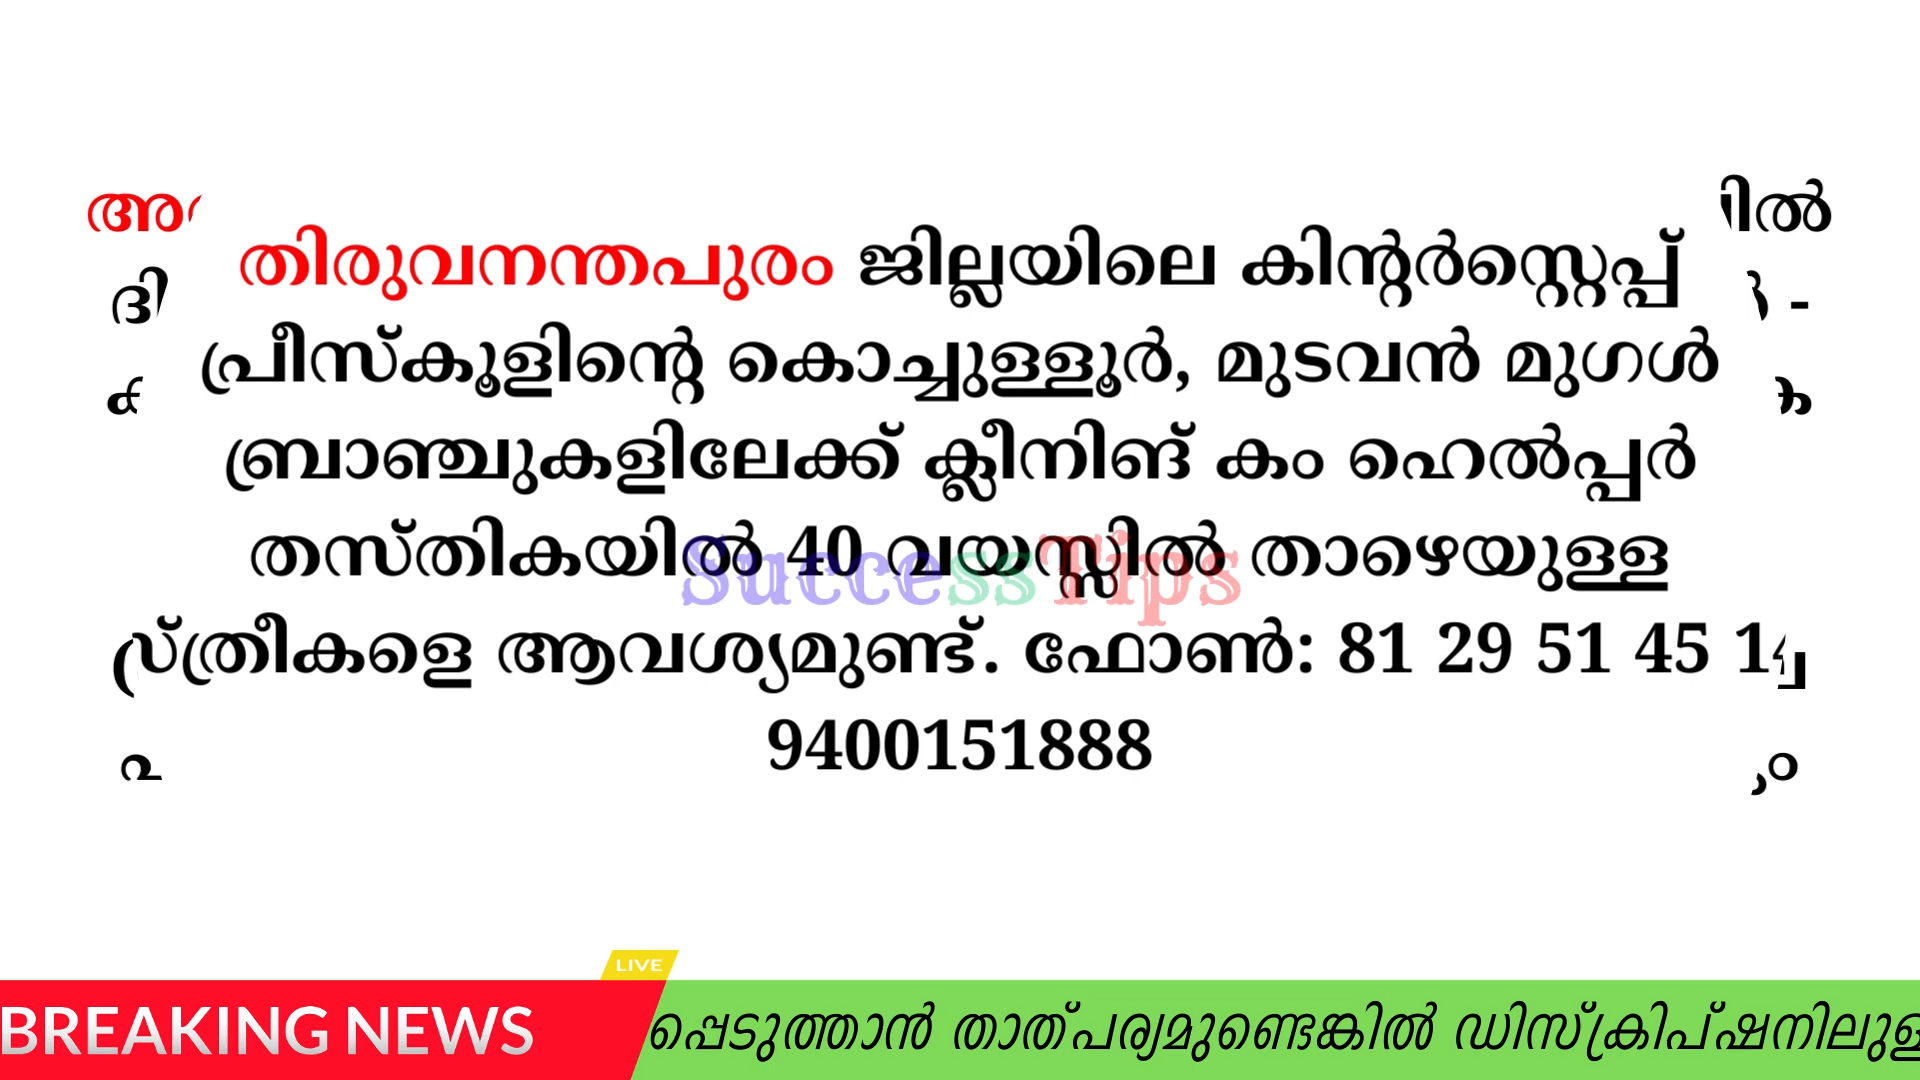 തിരുവനന്തപുരം ജില്ലയിലെ കിന്റർസ്റ്റെപ്പ്
പ്രീസ്കൂളിന്റെ കൊച്ചുള്ളൂർ, മുടവൻ മുഗൾ
ബ്രാഞ്ചുകളിലേക്ക് ക്ലീനിങ് കം ഹെൽപ്പർ
തസ്തികയിൽ 40 വയസ്സിൽ താഴെയുള്ള
SuccessTips
സ്ത്രീകളെ ആവശ്യമുണ്ട്. ഫോൺ: 81 29 51 45
9400151888
LIVE
BREAKING NEWS
പ്പെടുത്താൻ താത്പര്യമുണ്ടെങ്കിൽ ഡിസ്ക്രിപ്ഷനിലു